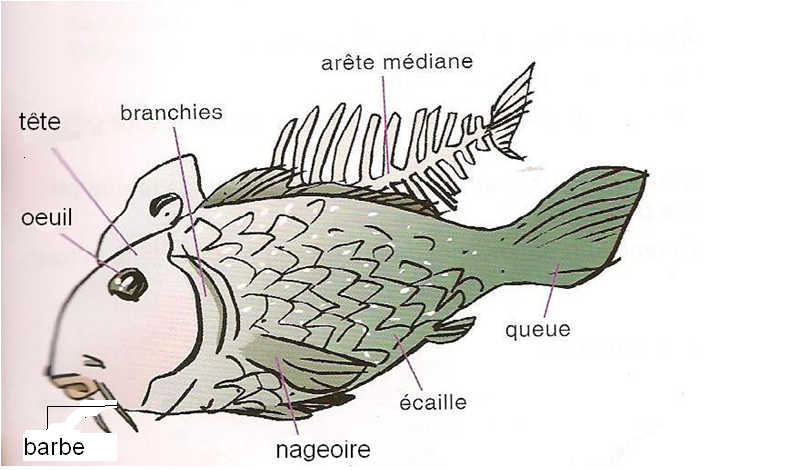 arête médiane
branchies
tête
oeuil
queue
écaille
nageoire
barbe